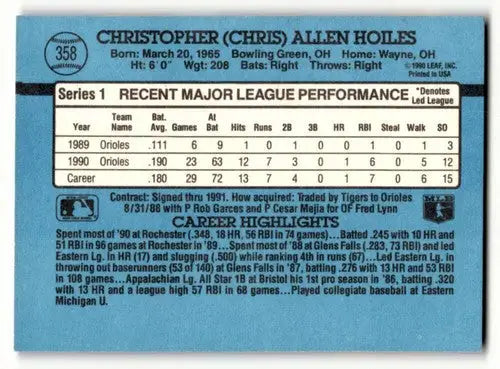 358
CHRISTOPHER (CHRIS) ALLEN HOILES
Born: March 20, 1965 Bowling Green, OH Home: Wayne, OH
Ht: 6' 0" Wgt: 208 Bats: Right Throws: Right
©1990 LEAF, INC.
Printed in USA
Series 1 RECENT MAJOR LEAGUE PERFORMANCE *Denotes Led League
Year Team Name Bat. Avg. Games At Bat Hits Runs 2B 3B HR RBI Steal Walk SO
1989 Orioles .111 6 9 1 0 1 0 0 1 0 1 3
1990 Orioles .190 23 63 12 7 3 0 1 6 0 5 12
Career .180 29 72 13 7 4 0 1 7 0 6 15
Contract: Signed thru 1991. How acquired: Traded by Tigers to Orioles
8/31/88 with P Rob Garces and P Cesar Mejia for OF Fred Lynn
MLBPA
CAREER HIGHLIGHTS
Spent most of '90 at Rochester (.348, 18 HR, 56 RBI in 74 games)...Batted .245 with 10 HR and
51 RBI in 96 games at Rochester in '89...Spent most of '88 at Glens Falls (.283, 73 RBI) and led
Eastern Lg. in HR (17) and slugging (.500) while ranking 4th in runs (67)...Led Eastern Lg. in
throwing out baserunners (53 of 140) at Glens Falls in '87, batting .276 with 13 HR and 53 RBI
in 108 games...Appalachian Lg. All Star 1B at Bristol his 1st pro season in '86, batting .320
with 13 HR and a league high 57 RBI in 68 games...Played collegiate baseball at Eastern
Michigan U.